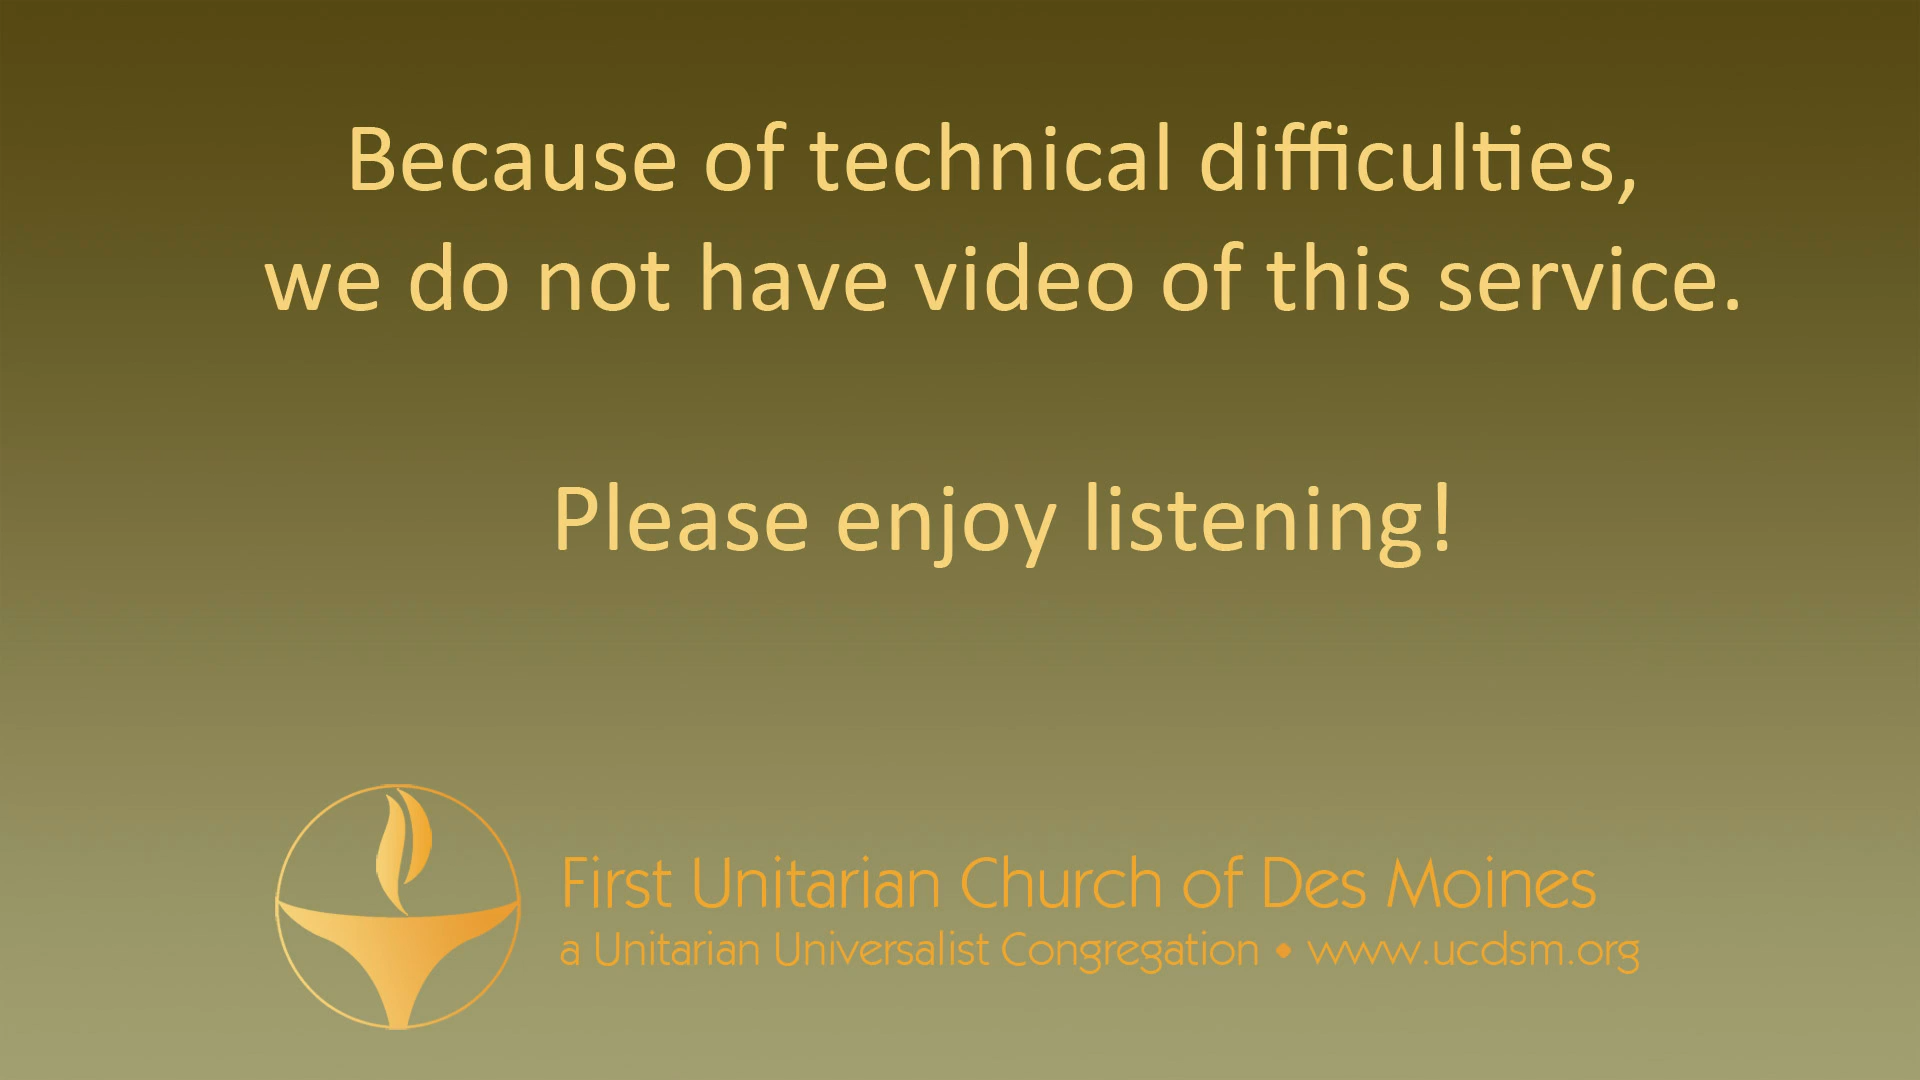 Because of technical difficulties,
we do not have video of this service.
Please enjoy listening!
First Unitarian Church of Des Moines
a Unitarian Universalist Congregation • www.ucdsm.org